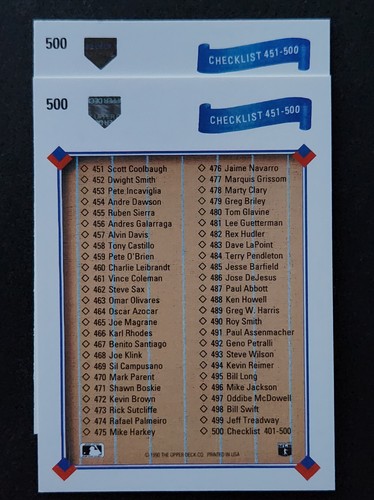 500
CHECKLIST 451-500
500
CHECKLIST 451-500
451 Scott Coolbaugh
452 Dwight Smith
453 Pete Incaviglia
454 Andre Dawson
455 Ruben Sierra
456 Andres Galarraga
457 Alvin Davis
458 Tony Castillo
459 Pete O'Brien
460 Charlie Leibrandt
461 Vince Coleman
462 Steve Sax
463 Omar Olivares
464 Oscar Azocar
465 Joe Magrane
466 Karl Rhodes
467 Benito Santiago
468 Joe Klink
469 Sil Campusano
470 Mark Parent
471 Shawn Boskie
472 Kevin Brown
473 Rick Sutcliffe
474 Rafael Palmeiro
475 Mike Harkey
476 Jaime Navarro
477 Marquis Grissom
478 Marty Clary
479 Greg Briley
480 Tom Glavine
481 Lee Guetterman
482 Rex Hudler
483 Dave LaPoint
484 Terry Pendleton
485 Jesse Barfield
486 Jose DeJesus
487 Paul Abbott
488 Ken Howell
489 Greg W. Harris
490 Roy Smith
491 Paul Assenmacher
492 Geno Petralli
493 Steve Wilson
494 Kevin Reimer
495 Bill Long
496 Mike Jackson
497 Oddibe McDowell
498 Bill Swift
499 Jeff Treadway
500 Checklist 401-500
© 1990 THE UPPER DECK CO. PRINTED IN USA